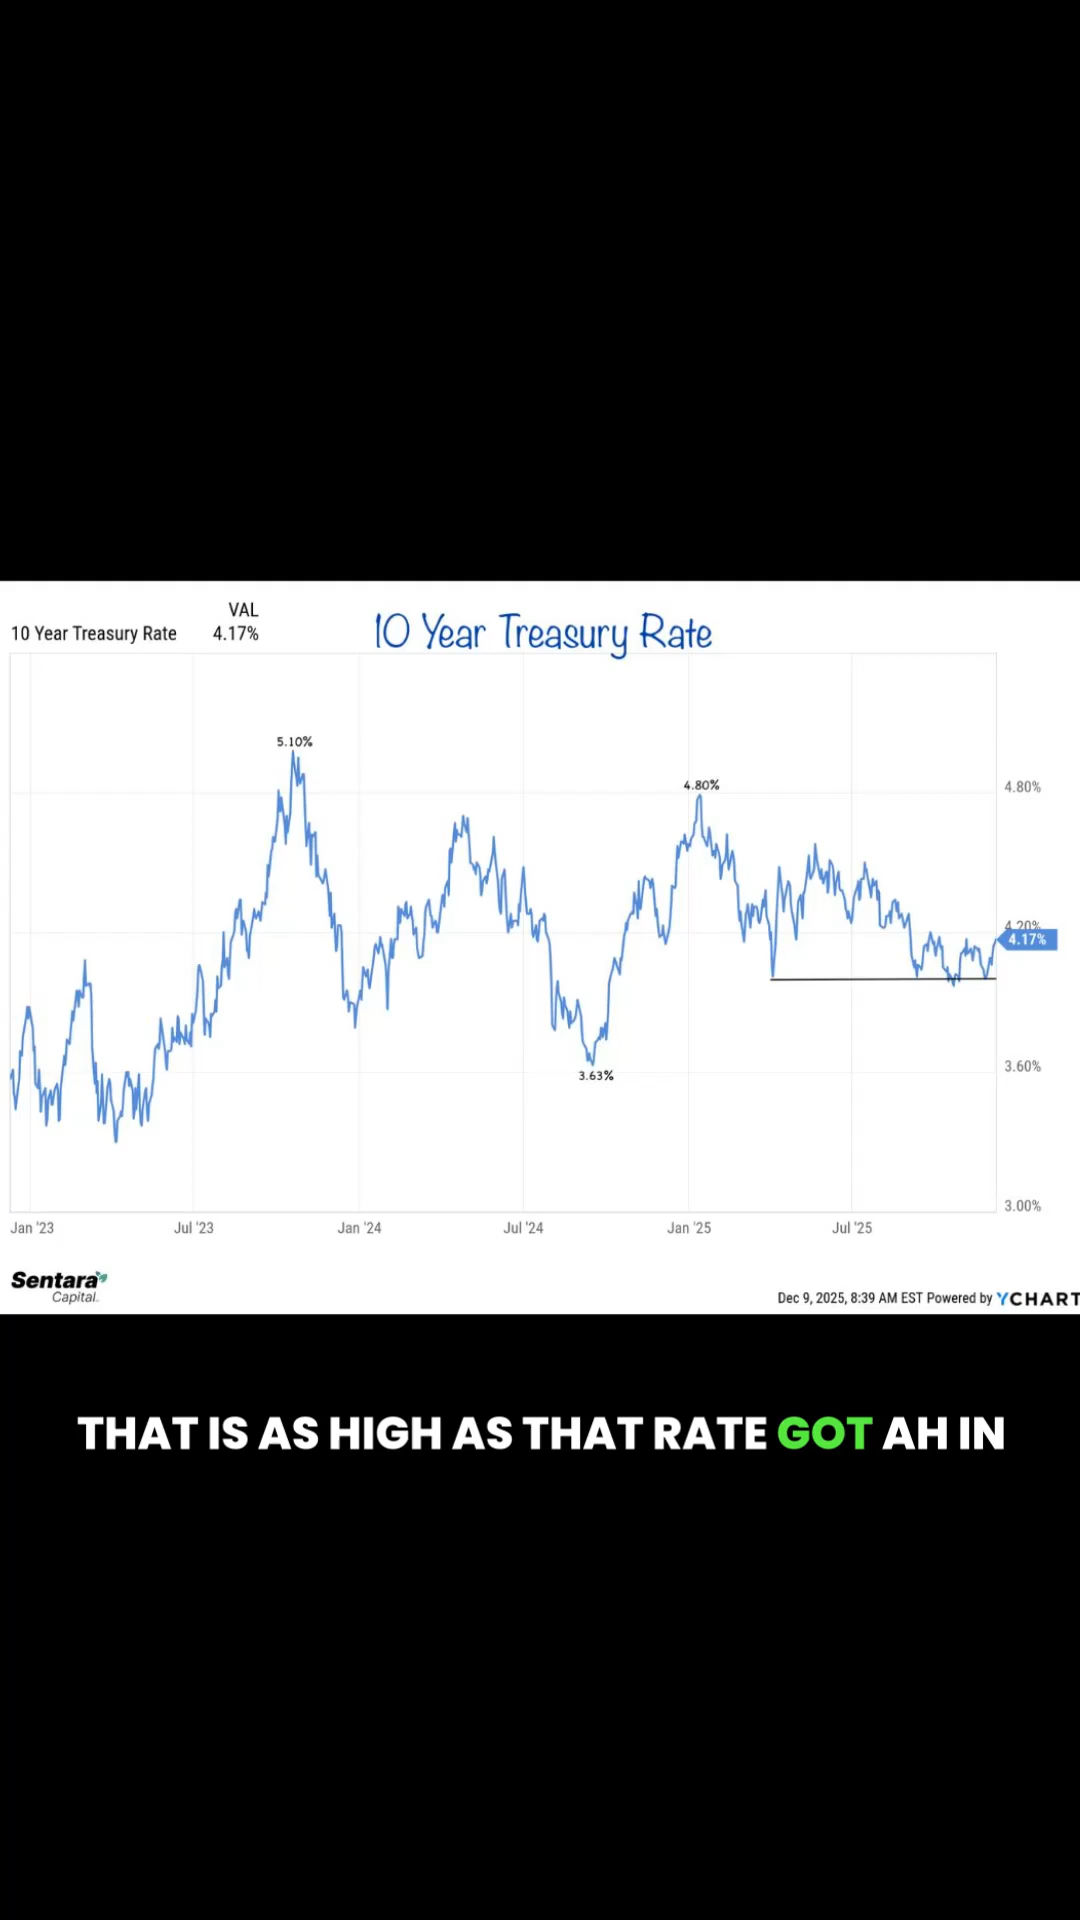 VAL
10 Year Treasury Rate 4.17%
10 Year Treasury Rate
5.10%
4.80%
4.80%
4.20%
4.17%
3.60%
3.63%
3.00%
Jan '23 Jul '23 Jan '24 Jul '24 Jan '25 Jul '25
Sentara
Capital.
Dec 9, 2025, 8:39 AM EST Powered by YCHART
THAT IS AS HIGH AS THAT RATE GOT AH IN